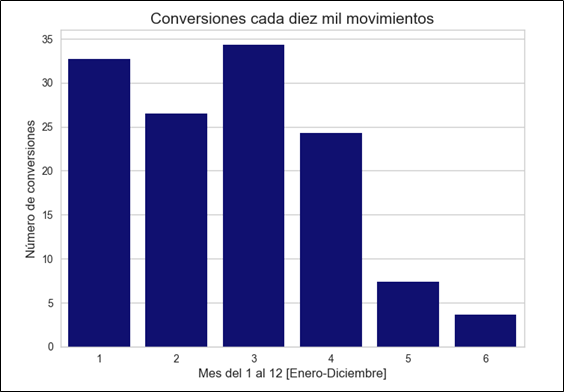 Conversiones cada diez mil movimientos
35
30
25
20
15
10
5
0
Número de conversiones
1 2 3 4 5 6
Mes del 1 al 12 [Enero-Diciembre]